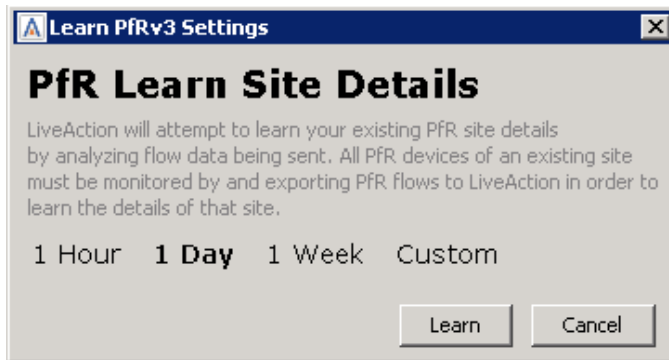 Learn PfRv3 Settings
PfR Learn Site Details
LiveAction will attempt to learn your existing PfR site details
by analyzing flow data being sent. All PfR devices of an existing site
must be monitored by and exporting PfR flows to LiveAction in order to
learn the details of that site.
1 Hour 1 Day 1 Week Custom
Learn Cancel